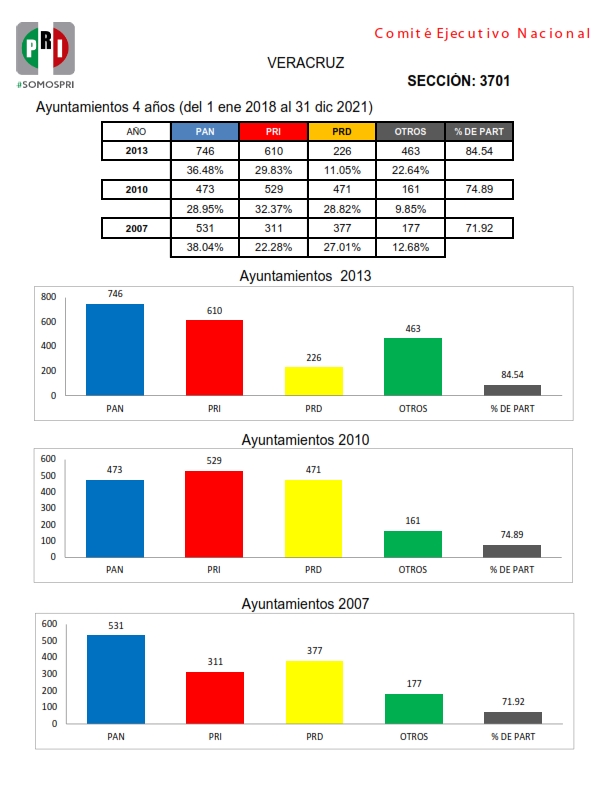 Comité Ejecutivo Nacional
PRI
#SOMOSPRI
VERACRUZ
SECCIÓN: 3701
Ayuntamientos 4 años (del 1 ene 2018 al 31 dic 2021)
AÑO PAN PRI PRD OTROS % DE PART
2013 746 610 226 463 84.54
36.48% 29.83% 11.05% 22.64%
2010 473 529 471 161 74.89
28.95% 32.37% 28.82% 9.85%
2007 531 311 377 177 71.92
38.04% 22.28% 27.01% 12.68%
Ayuntamientos 2013
800
600
400
200
0
746 610 226 463 84.54
PAN PRI PRD OTROS % DE PART
Ayuntamientos 2010
600
500
400
300
200
100
0
473 529 471 161 74.89
PAN PRI PRD OTROS % DE PART
Ayuntamientos 2007
600
500
400
300
200
100
0
531 311 377 177 71.92
PAN PRI PRD OTROS % DE PART